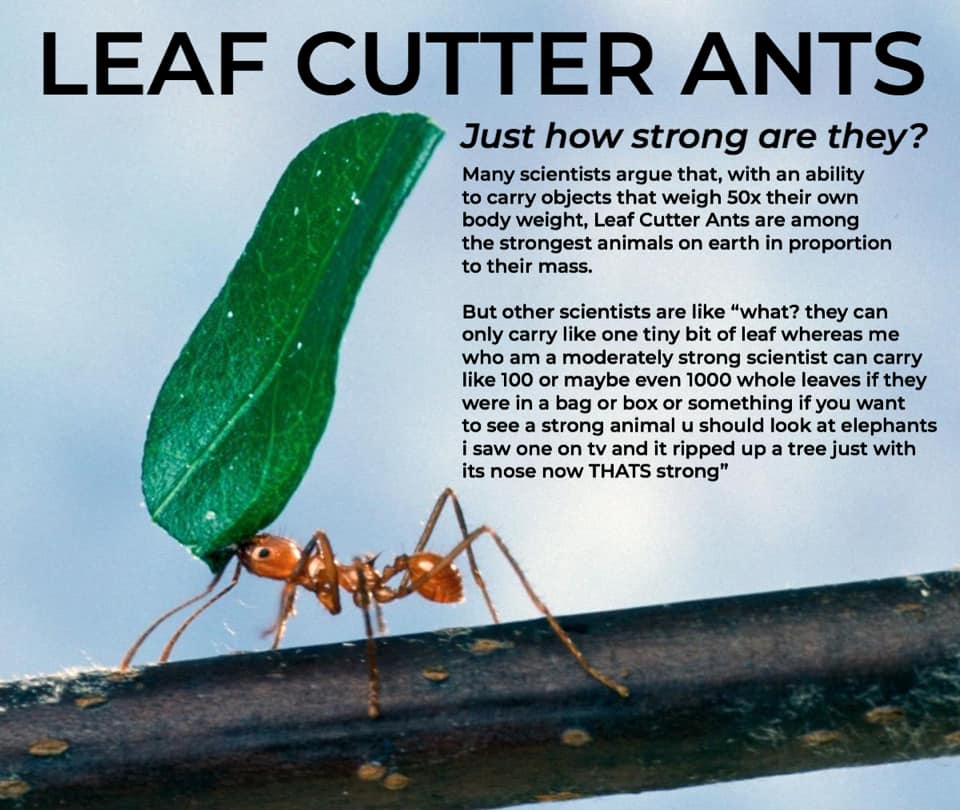 LEAF CUTTER ANTS
Just how strong are they?
Many scientists argue that, with an ability
to carry objects that weigh 50x their own
body weight, Leaf Cutter Ants are among
the strongest animals on earth in proportion
to their mass.
But other scientists are like “what? they can
only carry like one tiny bit of leaf whereas me
who am a moderately strong scientist can carry
like 100 or maybe even 1000 whole leaves if they
were in a bag or box or something if you want
to see a strong animal u should look at elephants
i saw one on tv and it ripped up a tree just with
its nose now THATS strong”